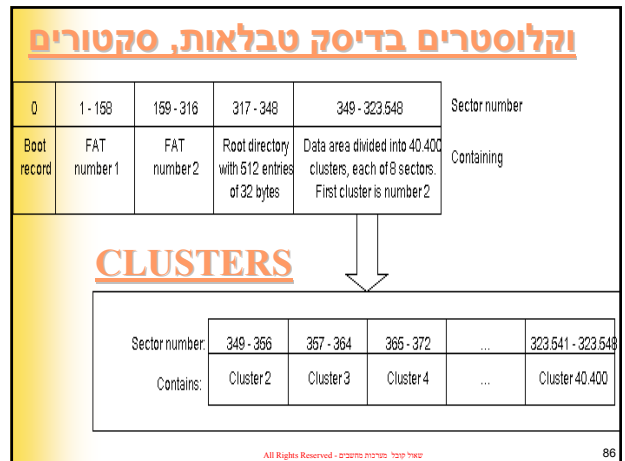 וקלוסטרים בדיסק טבלאות, סקטורים
0 1 - 158 159 - 316 317 - 348 349 - 323.548 Sector number
Boot FAT FAT Root directory Data area divided into 40.400
record number 1 number 2 with 512 entries clusters, each of 8 sectors. Containing
of 32 bytes First cluster is number 2
CLUSTERS
Sector number: 349 - 356 357 - 364 365 - 372 ... 323.541 - 323.548
Contains: Cluster 2 Cluster 3 Cluster 4 ... Cluster 40.400
All Rights Reserved - שאול קובל מערכות מחשבים
86